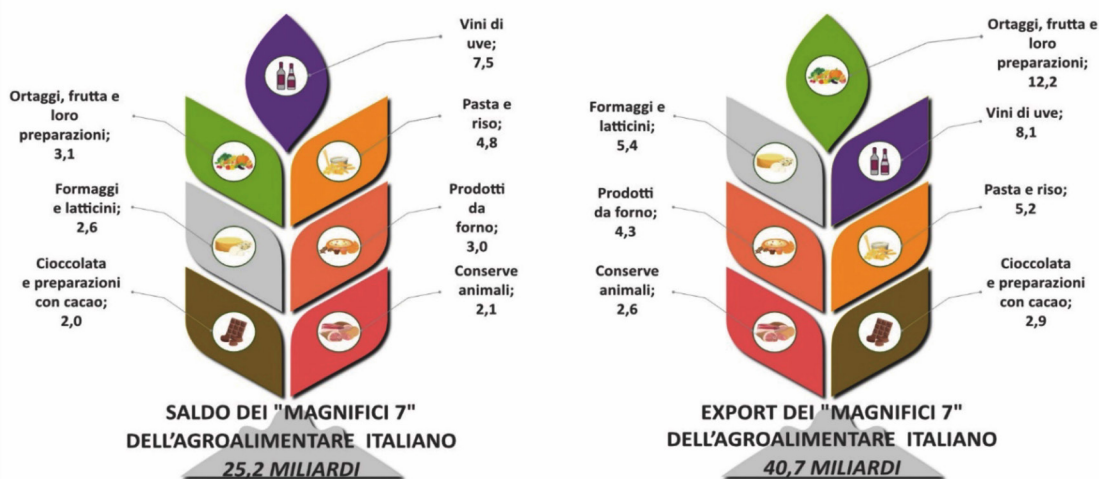 Vini di
uve;
7,5
Ortaggi, frutta e
loro
preparazioni;
3,1
Pasta e
riso;
4,8
Formaggi
e latticini;
2,6
Prodotti
da
forno;
3,0
Cioccolata
e preparazioni
con cacao;
2,0
Conserve
animali;
2,1
SALDO DEI "MAGNIFICI 7"
DELL’AGROALIMENTARE ITALIANO
25,2 MILIARDI
Ortaggi, frutta e
loro
preparazioni;
12,2
Formaggi e
latticini;
5,4
Vini di uve;
8,1
Prodotti
da forno;
4,3
Pasta e riso;
5,2
Conserve
animali;
2,6
Cioccolata
e preparazioni
con cacao;
2,9
EXPORT DEI "MAGNIFICI 7"
DELL’AGROALIMENTARE ITALIANO
40,7 MILIARDI